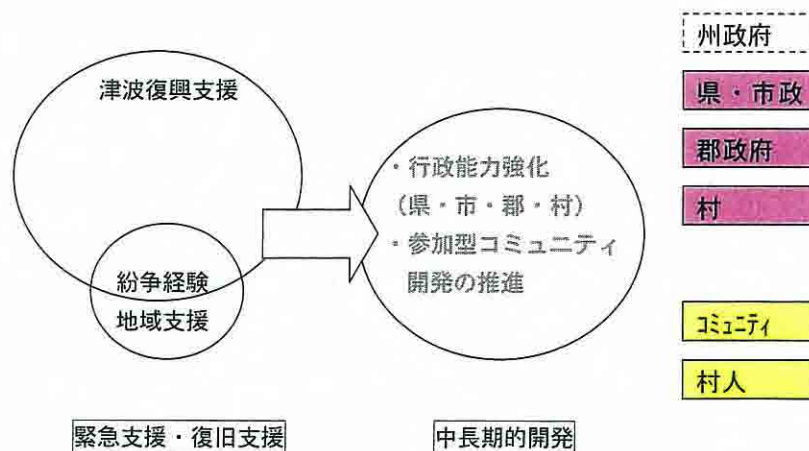 津波復興支援
紛争経験
地域支援
・行政能力強化
(県・市・郡・村)
・参加型コミュニティ
開発の推進
緊急支援・復旧支援
中長期的開発
州政府
県・市政
郡政府
村
コミュニティ
村人